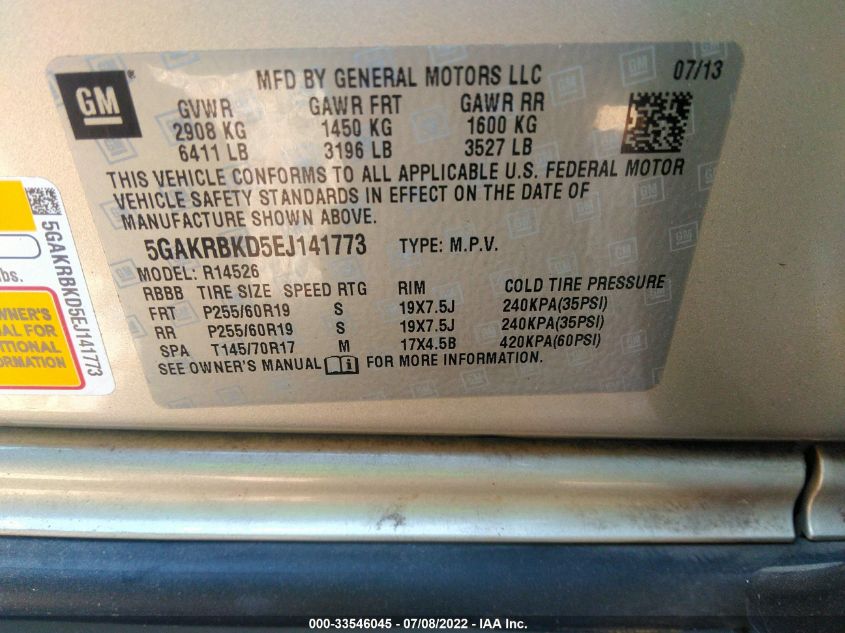 GM
MFD BY GENERAL MOTORS LLC 07/13
GVWR GAWR FRT GAWR RR
2908 KG 1450 KG 1600 KG
6411 LB 3196 LB 3527 LB
THIS VEHICLE CONFORMS TO ALL APPLICABLE U.S. FEDERAL MOTOR
VEHICLE SAFETY STANDARDS IN EFFECT ON THE DATE OF
MANUFACTURE SHOWN ABOVE.
5GAKRBKD5EJ141773 TYPE: M.P.V.
MODEL: R14526
RBBB TIRE SIZE SPEED RTG RIM COLD TIRE PRESSURE
FRT P255/60R19 S 19X7.5J 240KPA(35PSI)
RR P255/60R19 S 19X7.5J 240KPA(35PSI)
SPA T145/70R17 M 17X4.5B 420KPA(60PSI)
SEE OWNER'S MANUAL FOR MORE INFORMATION.
5GAKRBKD5EJ141773
lbs.
OWNER'S
FOR
000-33546045 - 07/08/2022 - IAA Inc.